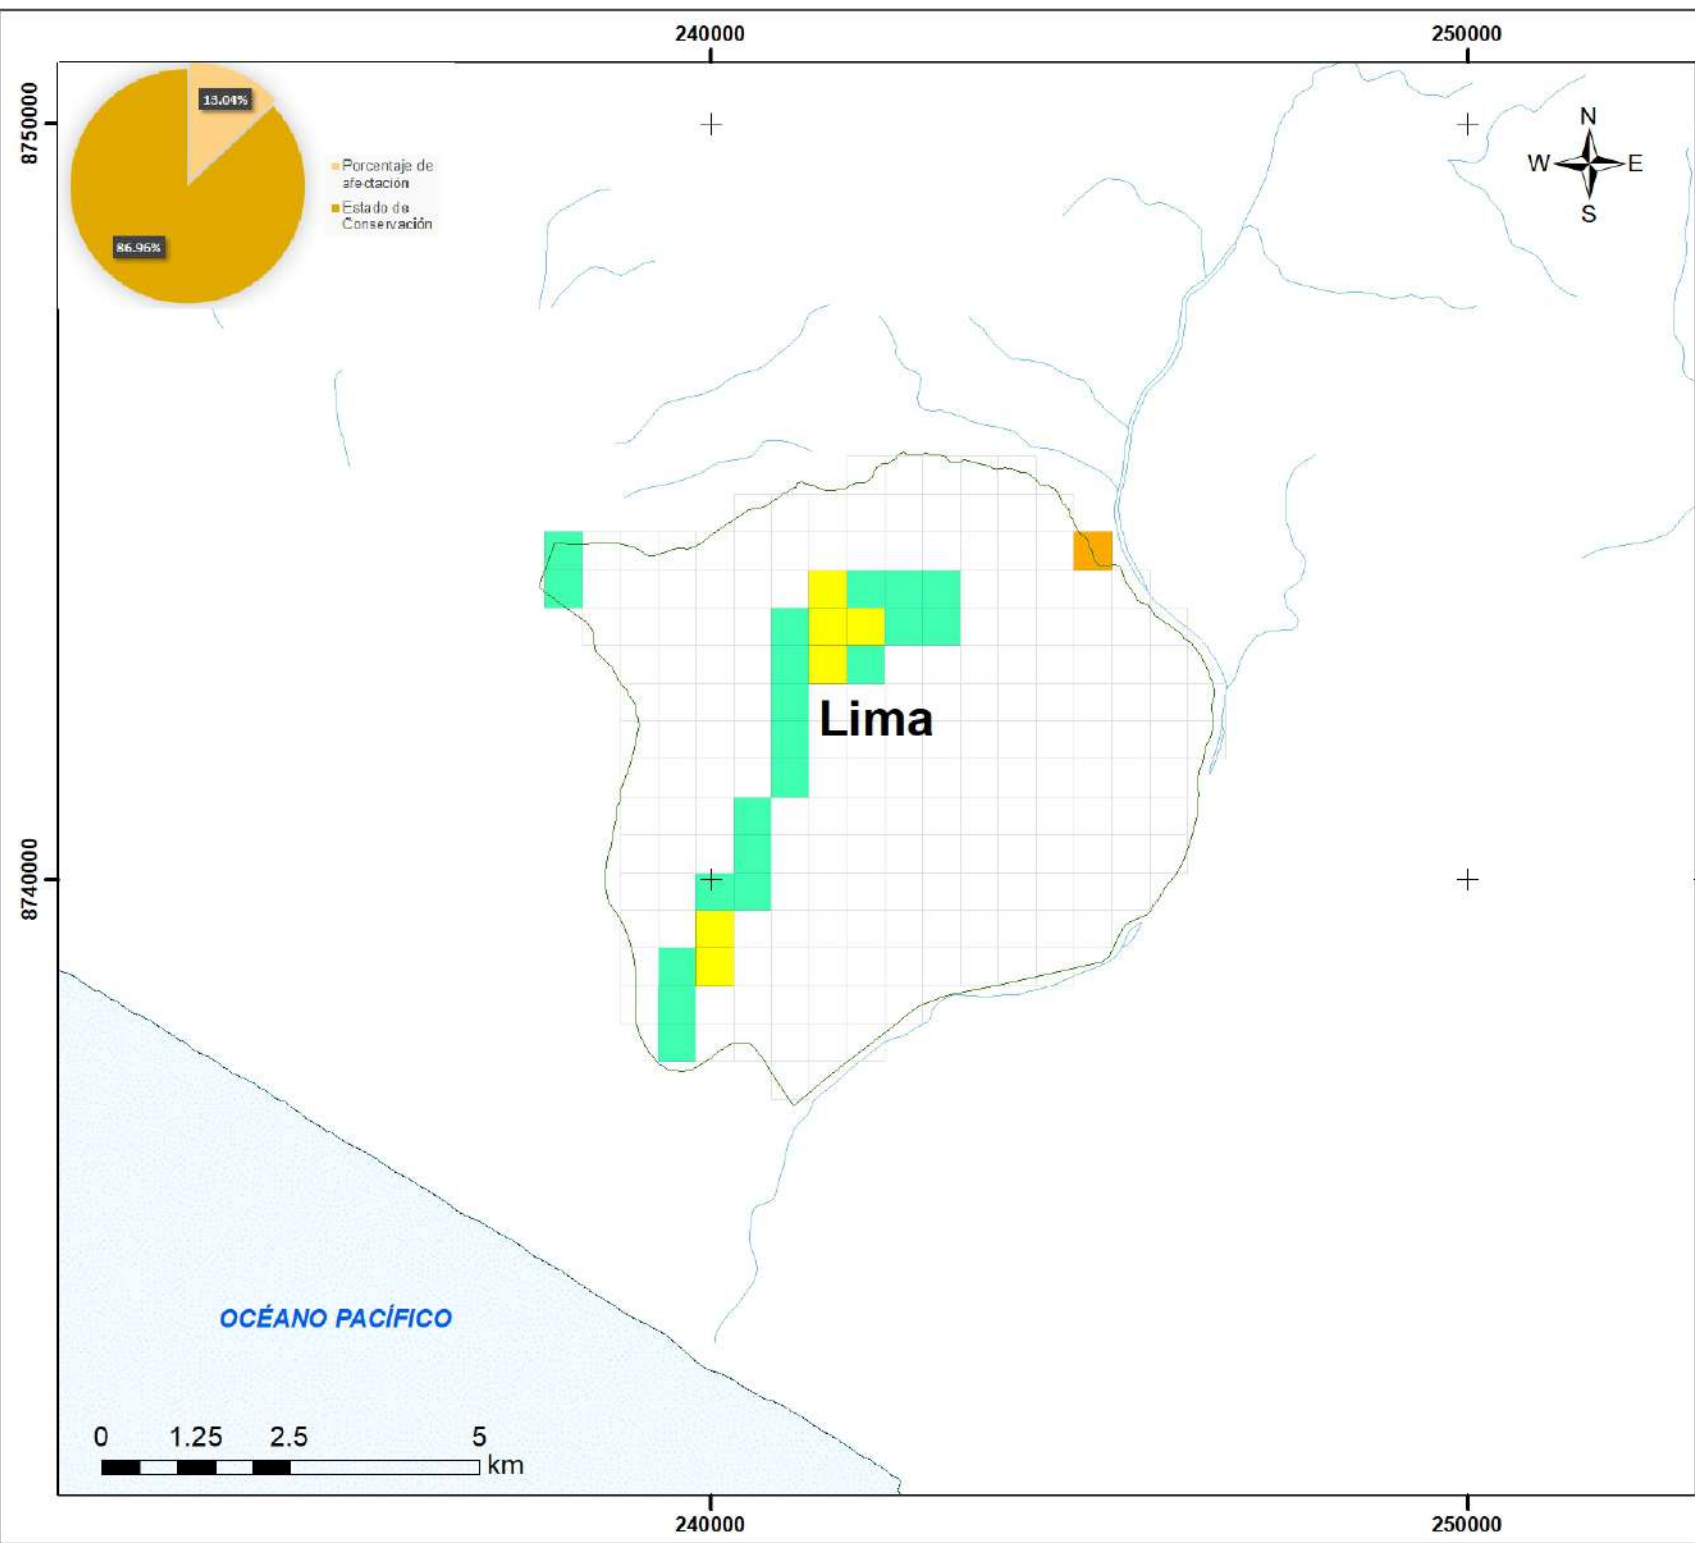 240000
250000
8750000
13.04%
86.96%
Porcentaje de
afectación
Estado de
Conservación
N
W
E
S
Lima
8740000
OCÉANO PACÍFICO
0 1.25 2.5 5
km
240000
250000